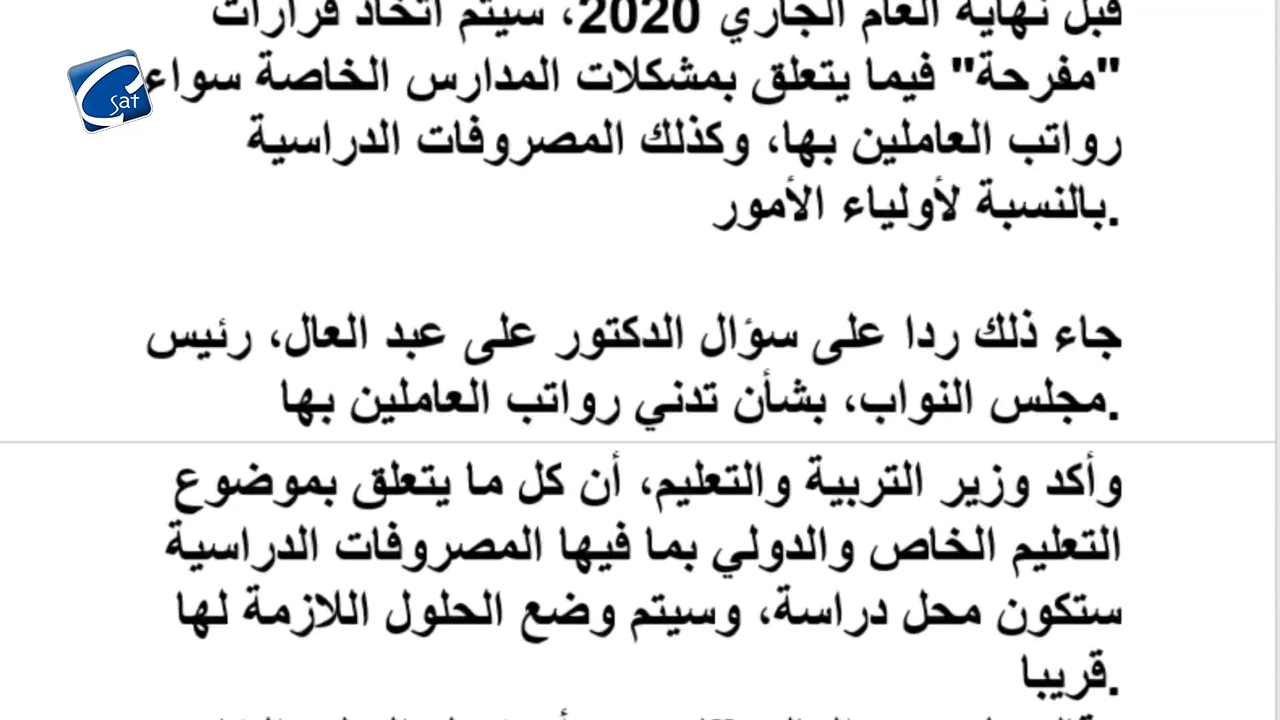 قبل نهاية العام الجاري 2020، سيتم اتخاذ قرارات
"مفرحة" فيما يتعلق بمشكلات المدارس الخاصة سواء
رواتب العاملين بها، وكذلك المصروفات الدراسية
بالنسبة لأولياء الأمور.
جاء ذلك ردا على سؤال الدكتور على عبد العال، رئيس
مجلس النواب، بشأن تدني رواتب العاملين بها.
وأكد وزير التربية والتعليم، أن كل ما يتعلق بموضوع
التعليم الخاص والدولي بما فيها المصروفات الدراسية
ستكون محل دراسة، وسيتم وضع الحلول اللازمة لها
قريبا.
Sat